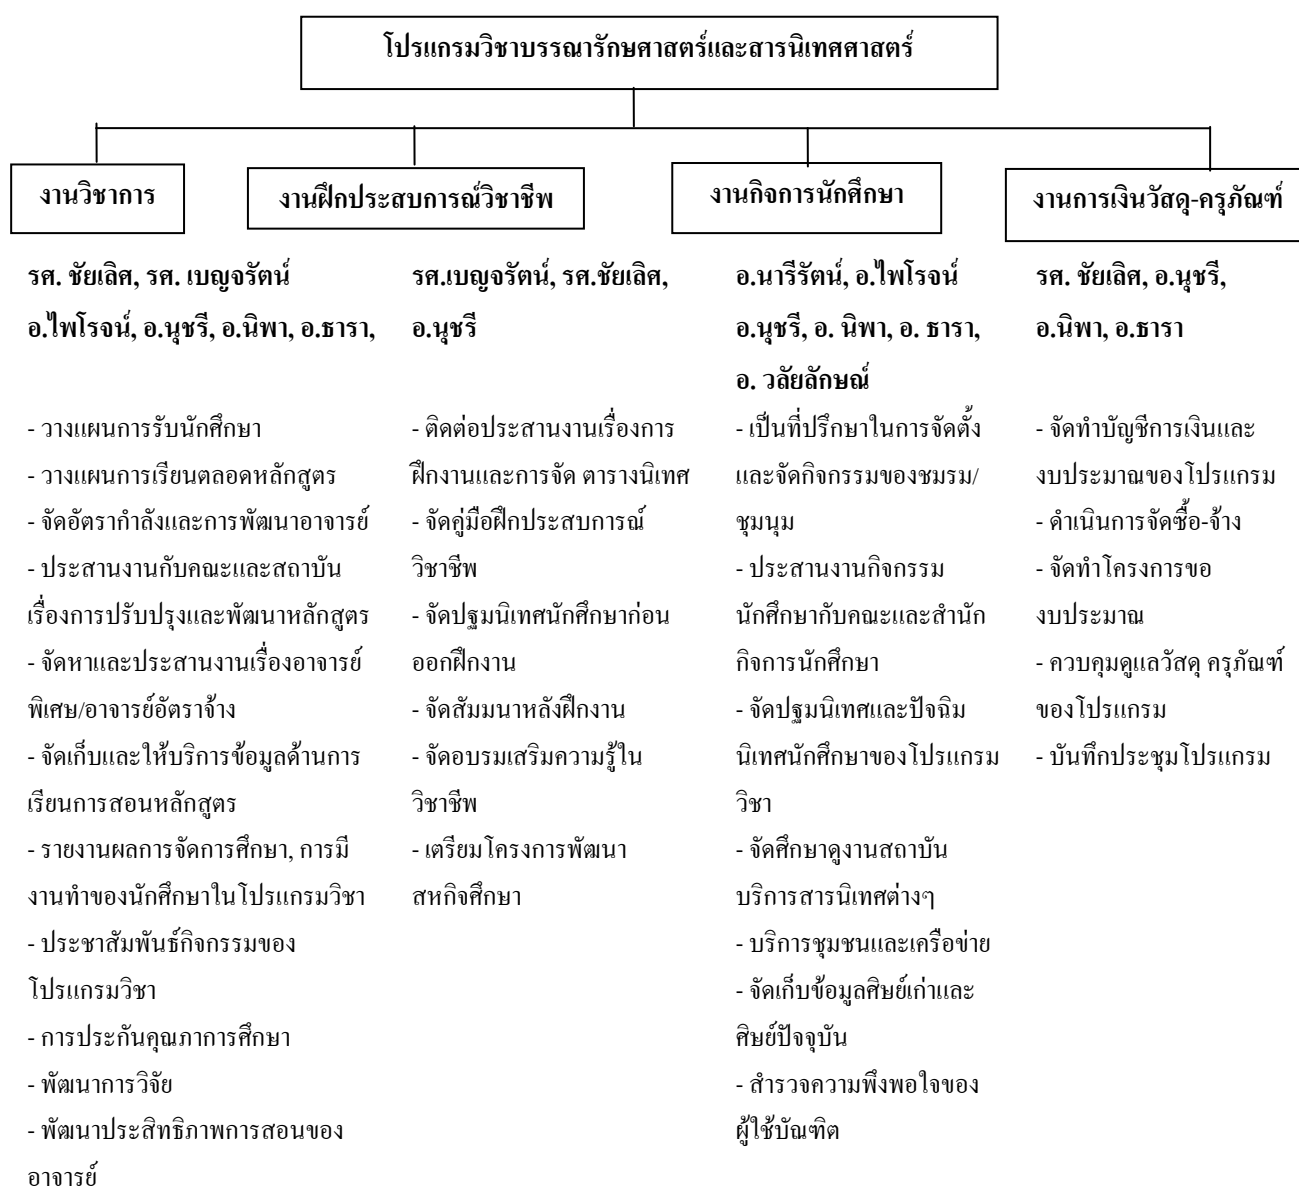 โปรแกรมวิชาบรรณารักษศาสตร์และสารนิเทศศาสตร์
งานวิชาการ
รศ. ชัยเลิศ, รศ. เบญจรัตน์
อ.ไพโรจน์, อ.นุชรี, อ.นิพา, อ.ธารา,
- วางแผนการรับนักศึกษา
- วางแผนการเรียนตลอดหลักสูตร
- จัดอัตรากำลังและการพัฒนาอาจารย์
- ประสานงานกับคณะและสถาบัน
เรื่องการปรับปรุงและพัฒนาหลักสูตร
- จัดหาและประสานงานเรื่องอาจารย์
พิเศษ/อาจารย์อัตราจ้าง
- จัดเก็บและให้บริการข้อมูลด้านการ
เรียนการสอนหลักสูตร
- รายงานผลการจัดการศึกษา, การมี
งานทำของนักศึกษาในโปรแกรมวิชา
- ประชาสัมพันธ์กิจกรรมของ
โปรแกรมวิชา
- การประกันคุณภาการศึกษา
- พัฒนาการวิจัย
- พัฒนาประสิทธิภาพการสอนของ
อาจารย์
งานฝึกประสบการณ์วิชาชีพ
รศ.เบญจรัตน์, รศ.ชัยเลิศ,
อ.นุชรี
- ติดต่อประสานงานเรื่องการ
ฝึกงานและการจัด ตารางนิเทศ
- จัดคู่มือฝึกประสบการณ์
วิชาชีพ
- จัดปฐมนิเทศนักศึกษาก่อน
ออกฝึกงาน
- จัดสัมมนาหลังฝึกงาน
- จัดอบรมเสริมความรู้ใน
วิชาชีพ
- เตรียมโครงการพัฒนา
สหกิจศึกษา
งานกิจการนักศึกษา
อ.นารีรัตน์, อ.ไพโรจน์
อ.นุชรี, อ. นิพา, อ. ธารา,
อ. วลัยลักษณ์
- เป็นที่ปรึกษาในการจัดตั้ง
และจัดกิจกรรมของชมรม/
ชุมนุม
- ประสานงานกิจกรรม
นักศึกษากับคณะและสำนัก
กิจการนักศึกษา
- จัดปฐมนิเทศและปัจฉิม
นิเทศนักศึกษาของโปรแกรม
วิชา
- จัดศึกษาดูงานสถาบัน
บริการสารนิเทศต่างๆ
- บริการชุมชนและเครือข่าย
- จัดเก็บข้อมูลศิษย์เก่าและ
ศิษย์ปัจจุบัน
- สำรวจความพึงพอใจของ
ผู้ใช้บัณฑิต
งานการเงินวัสดุ-ครุภัณฑ์
รศ. ชัยเลิศ, อ.นุชรี,
อ.นิพา, อ.ธารา
- จัดทำบัญชีการเงินและ
งบประมาณของโปรแกรม
- ดำเนินการจัดซื้อ-จ้าง
- จัดทำโครงการขอ
งบประมาณ
- ควบคุมดูแลวัสดุ ครุภัณฑ์
ของโปรแกรม
- บันทึกประชุมโปรแกรม